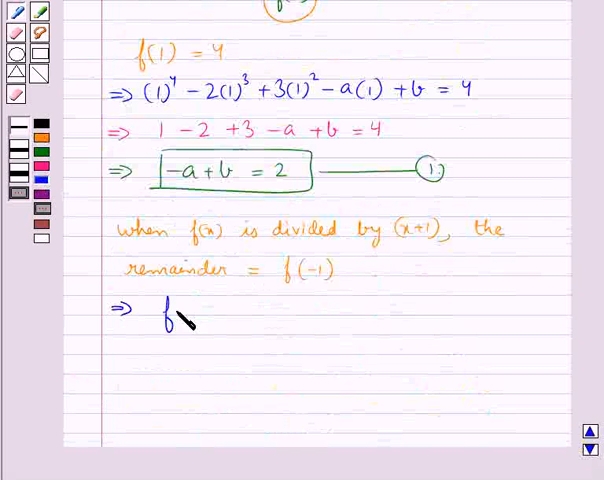 f(1) = 4
⇒ (1)⁴ - 2(1)³ + 3(1)² - a(1) + b = 4
⇒ 1 - 2 + 3 - a + b = 4
⇒ -a + b = 2 ——— ①
when f(x) is divided by (x+1), the
remainder = f(-1)
⇒ f